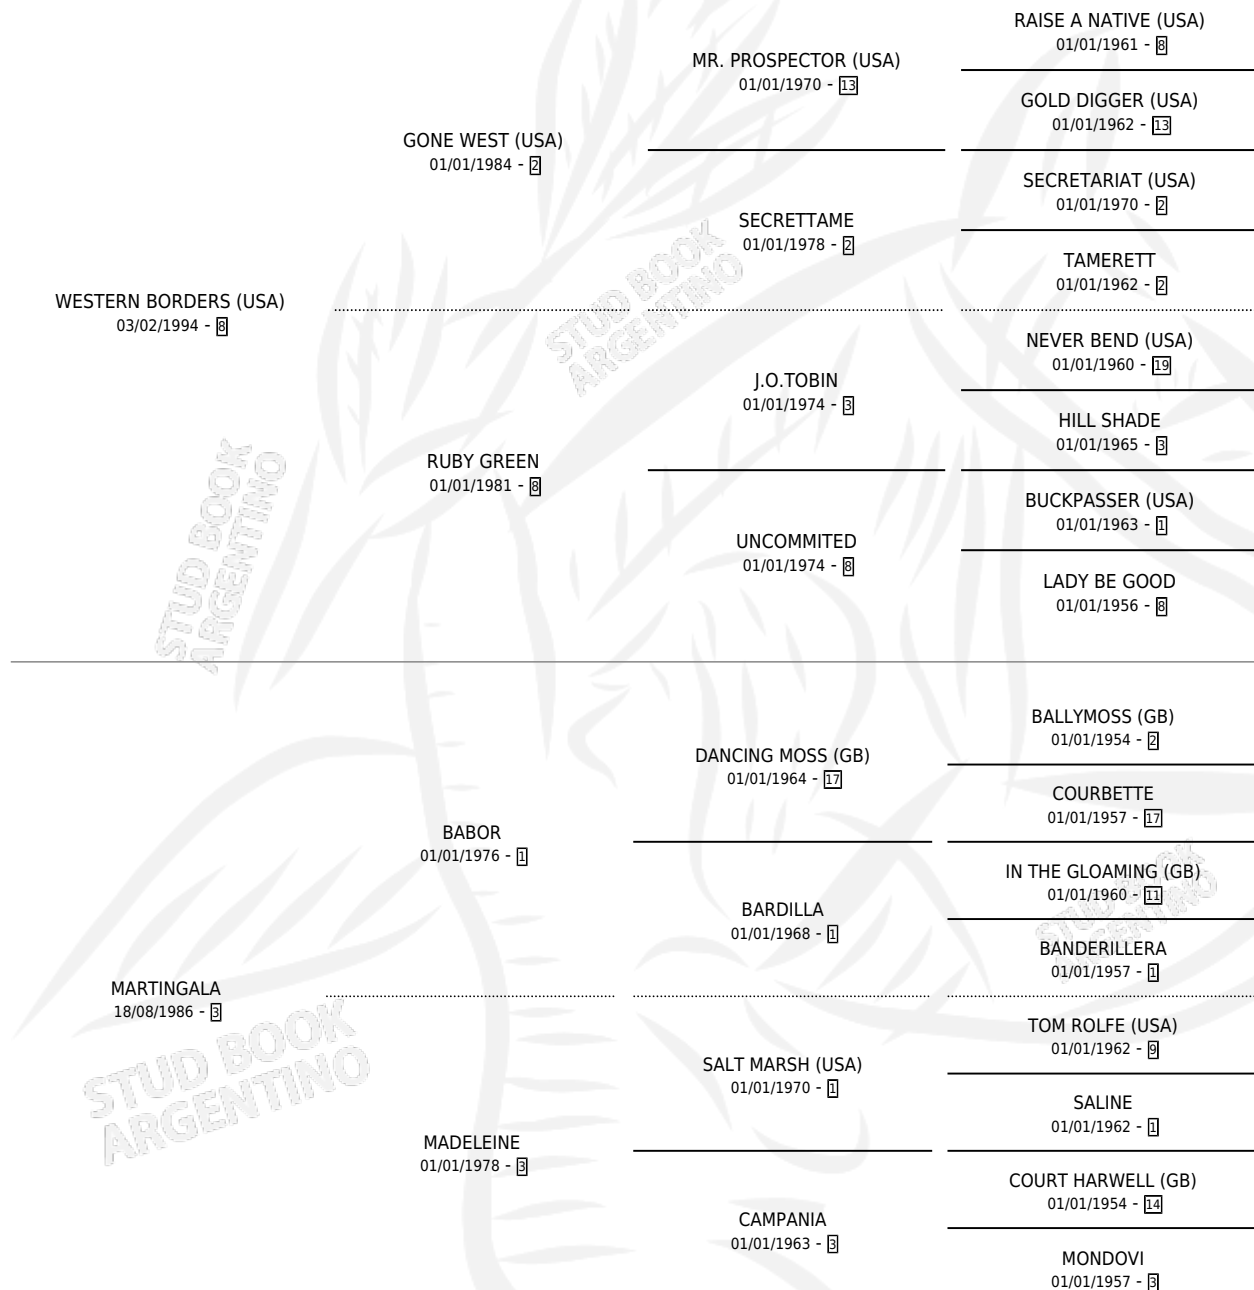 RAISE A NATIVE (USA)
01/01/1961 - 8
MR. PROSPECTOR (USA)
01/01/1970 - 13
GOLD DIGGER (USA)
01/01/1962 - 13
GONE WEST (USA)
01/01/1984 - 2
SECRETARIAT (USA)
01/01/1970 - 2
SECRETTAME
01/01/1978 - 2
TAMERETT
01/01/1962 - 2
WESTERN BORDERS (USA)
03/02/1994 - 8
NEVER BEND (USA)
01/01/1960 - 19
J.O.TOBIN
01/01/1974 - 3
HILL SHADE
01/01/1965 - 3
RUBY GREEN
01/01/1981 - 8
BUCKPASSER (USA)
01/01/1963 - 1
UNCOMMITED
01/01/1974 - 8
LADY BE GOOD
01/01/1956 - 8
BALLYMOSS (GB)
01/01/1954 - 2
DANCING MOSS (GB)
01/01/1964 - 17
COURBETTE
01/01/1957 - 17
BABOR
01/01/1976 - 1
IN THE GLOAMING (GB)
01/01/1960 - 11
BARDILLA
01/01/1968 - 1
BANDERILLERA
01/01/1957 - 1
MARTINGALA
18/08/1986 - 3
TOM ROLFE (USA)
01/01/1962 - 9
SALT MARSH (USA)
01/01/1970 - 1
SALINE
01/01/1962 - 1
MADELEINE
01/01/1978 - 3
COURT HARWELL (GB)
01/01/1954 - 14
CAMPANIA
01/01/1963 - 3
MONDOVI
01/01/1957 - 3
STUD BOOK
ARGENTINO
STUD BOOK
ARGENTINO
STUD BOOK
ARGENTINO
STUD BOOK
ARGENTINO